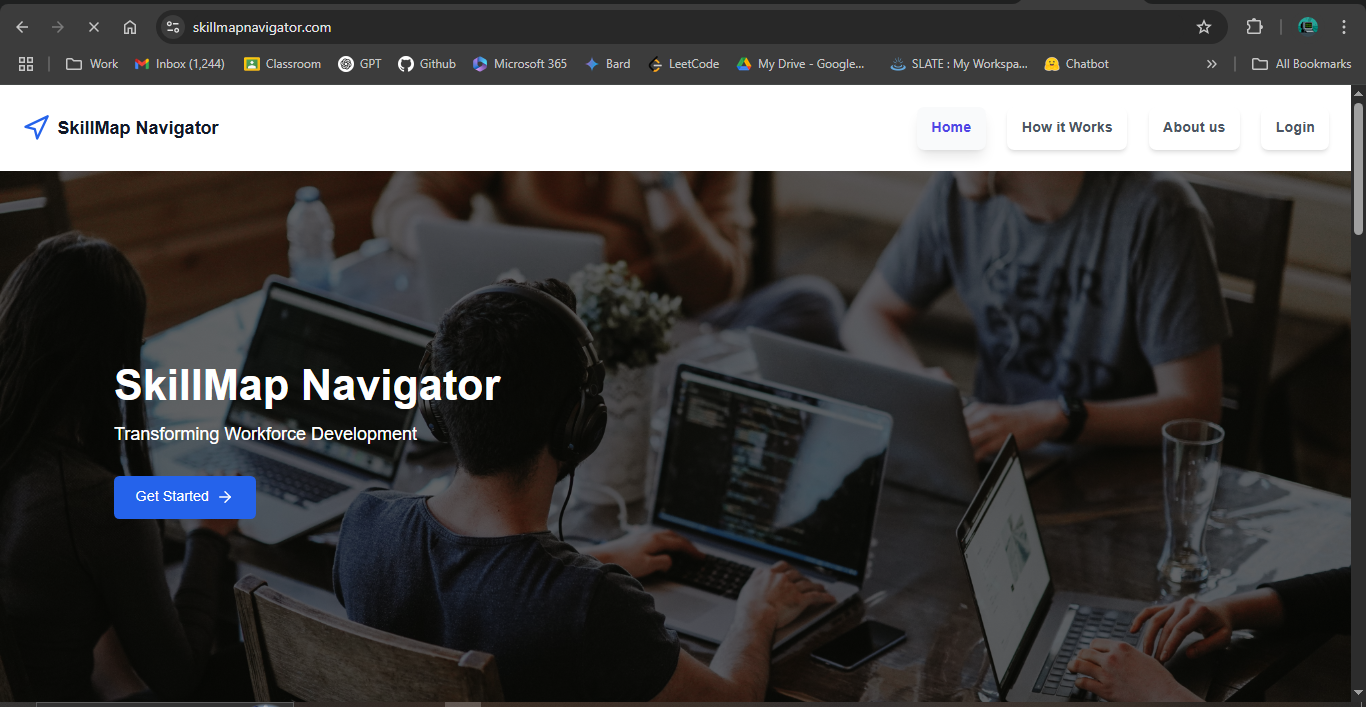 skillmapnavigator.com
Work
Inbox (1,244)
Classroom
GPT
Github
Microsoft 365
Bard
LeetCode
My Drive - Google...
SLATE : My Workspa...
Chatbot
All Bookmarks
SkillMap Navigator
Home
How it Works
About us
Login
SkillMap Navigator
Transforming Workforce Development
Get Started